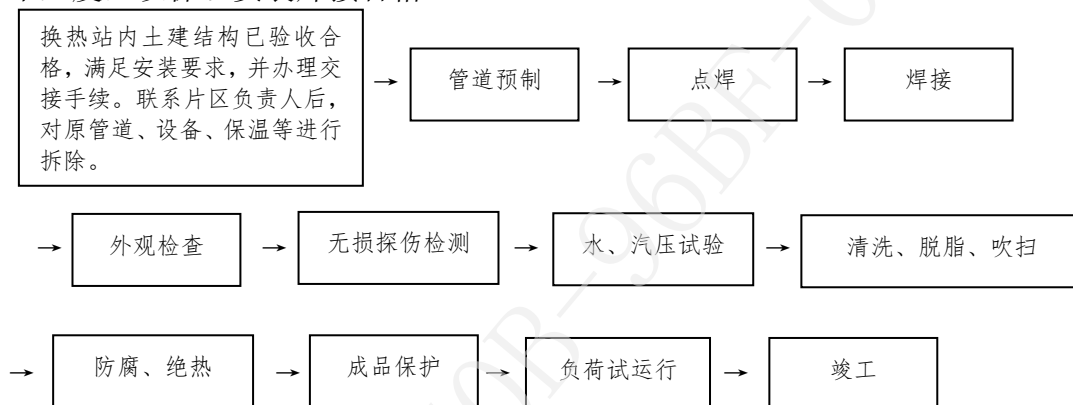 换热站内土建结构已验收合
格，满足安装要求，并办理交
接手续。联系片区负责人后，
对原管道、设备、保温等进行
拆除。
→ 管道预制 → 点焊 → 焊接
→ 外观检查 → 无损探伤检测 → 水、汽压试验 → 清洗、脱脂、吹扫
→ 防腐、绝热 → 成品保护 → 负荷试运行 → 竣工